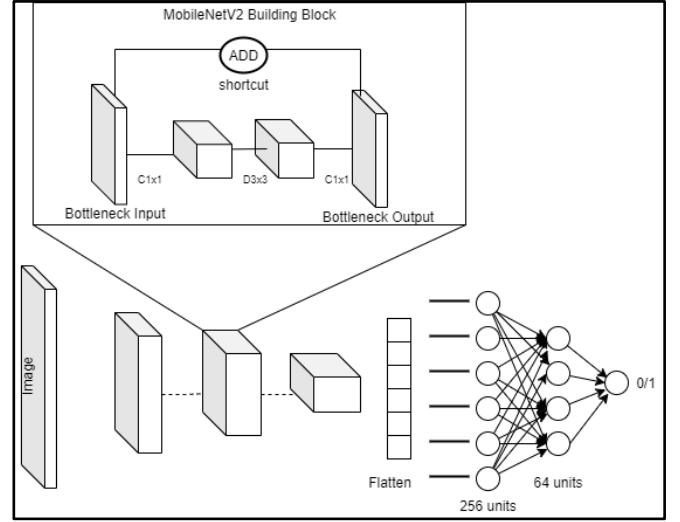 MobileNetV2 Building Block
ADD
shortcut
C1x1
D3x3
C1x1
Bottleneck Input
Bottleneck Output
Image
0/1
Flatten
64 units
256 units